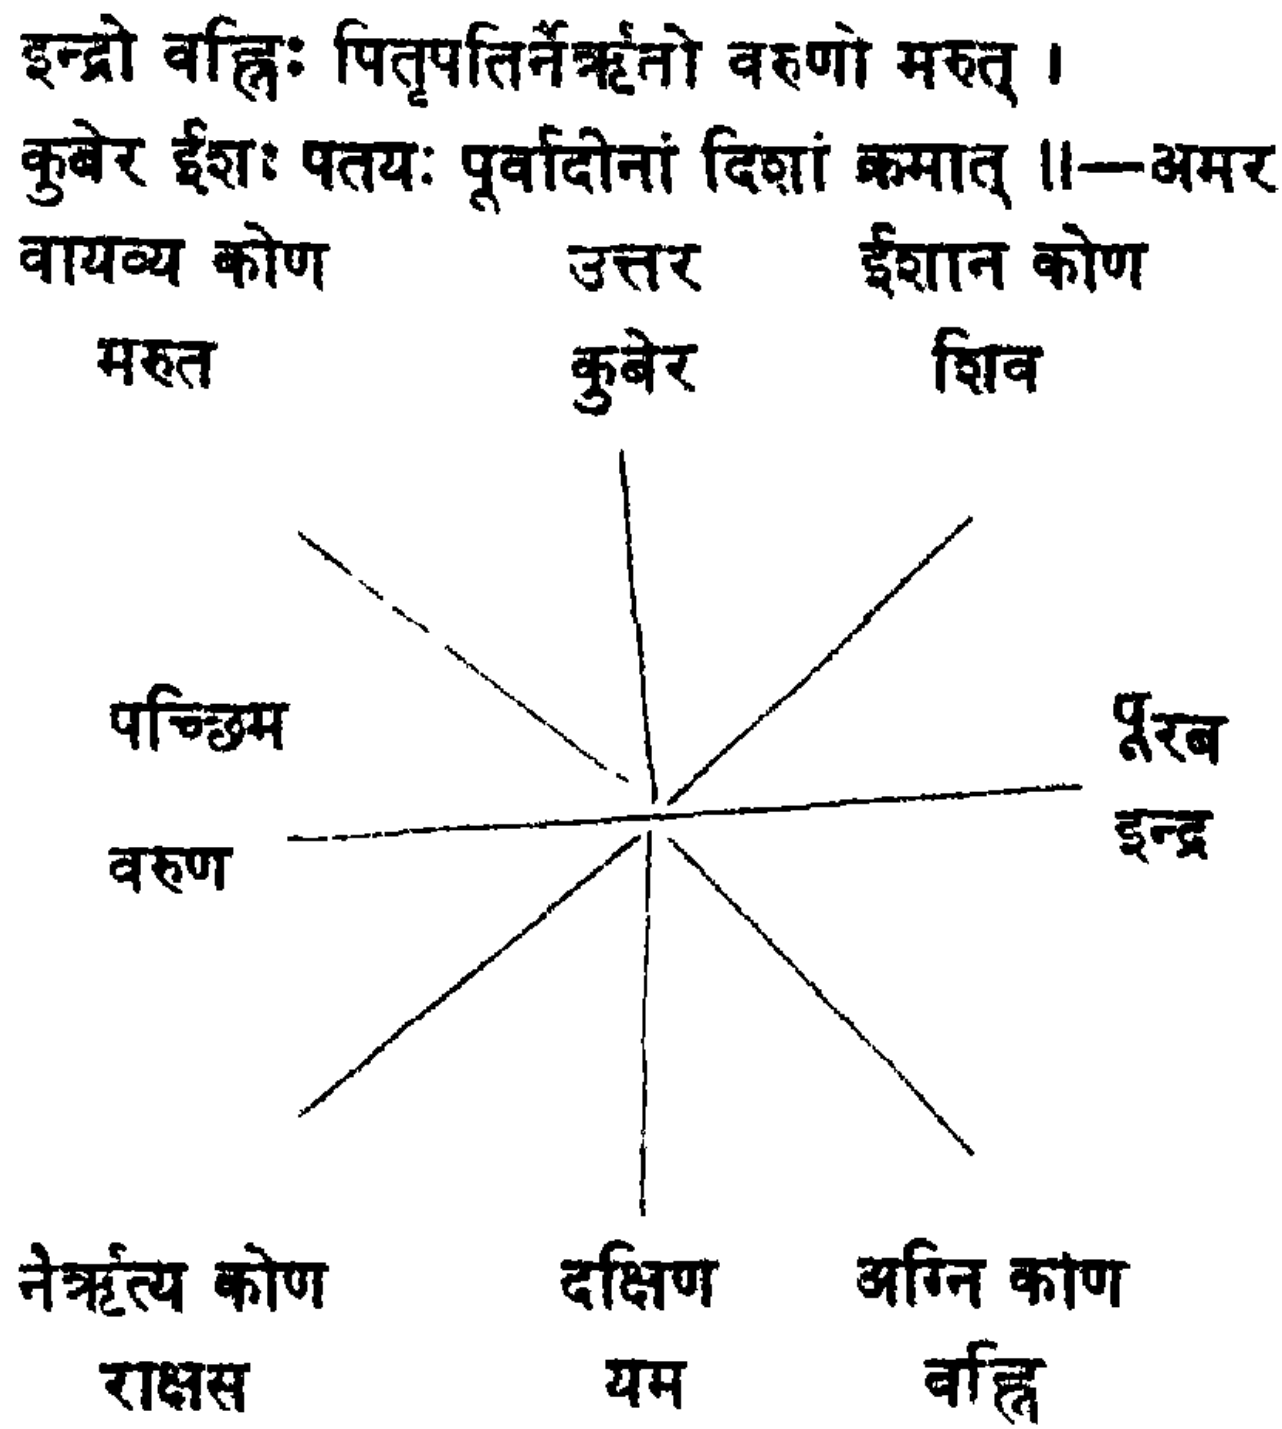 इन्द्रो वह्निः पितृपतिर्नैर्ऋतो वरुणो मरुत् ।
कुबेर ईशः पतयः पूर्वादीनां दिशां क्रमात् ॥—अमर
वायव्य कोण उत्तर ईशान कोण
मरुत कुबेर शिव
पच्छिम पूरब
वरुण इन्द्र
नैर्ऋत्य कोण दक्षिण अग्नि कोण
राक्षस यम वह्नि